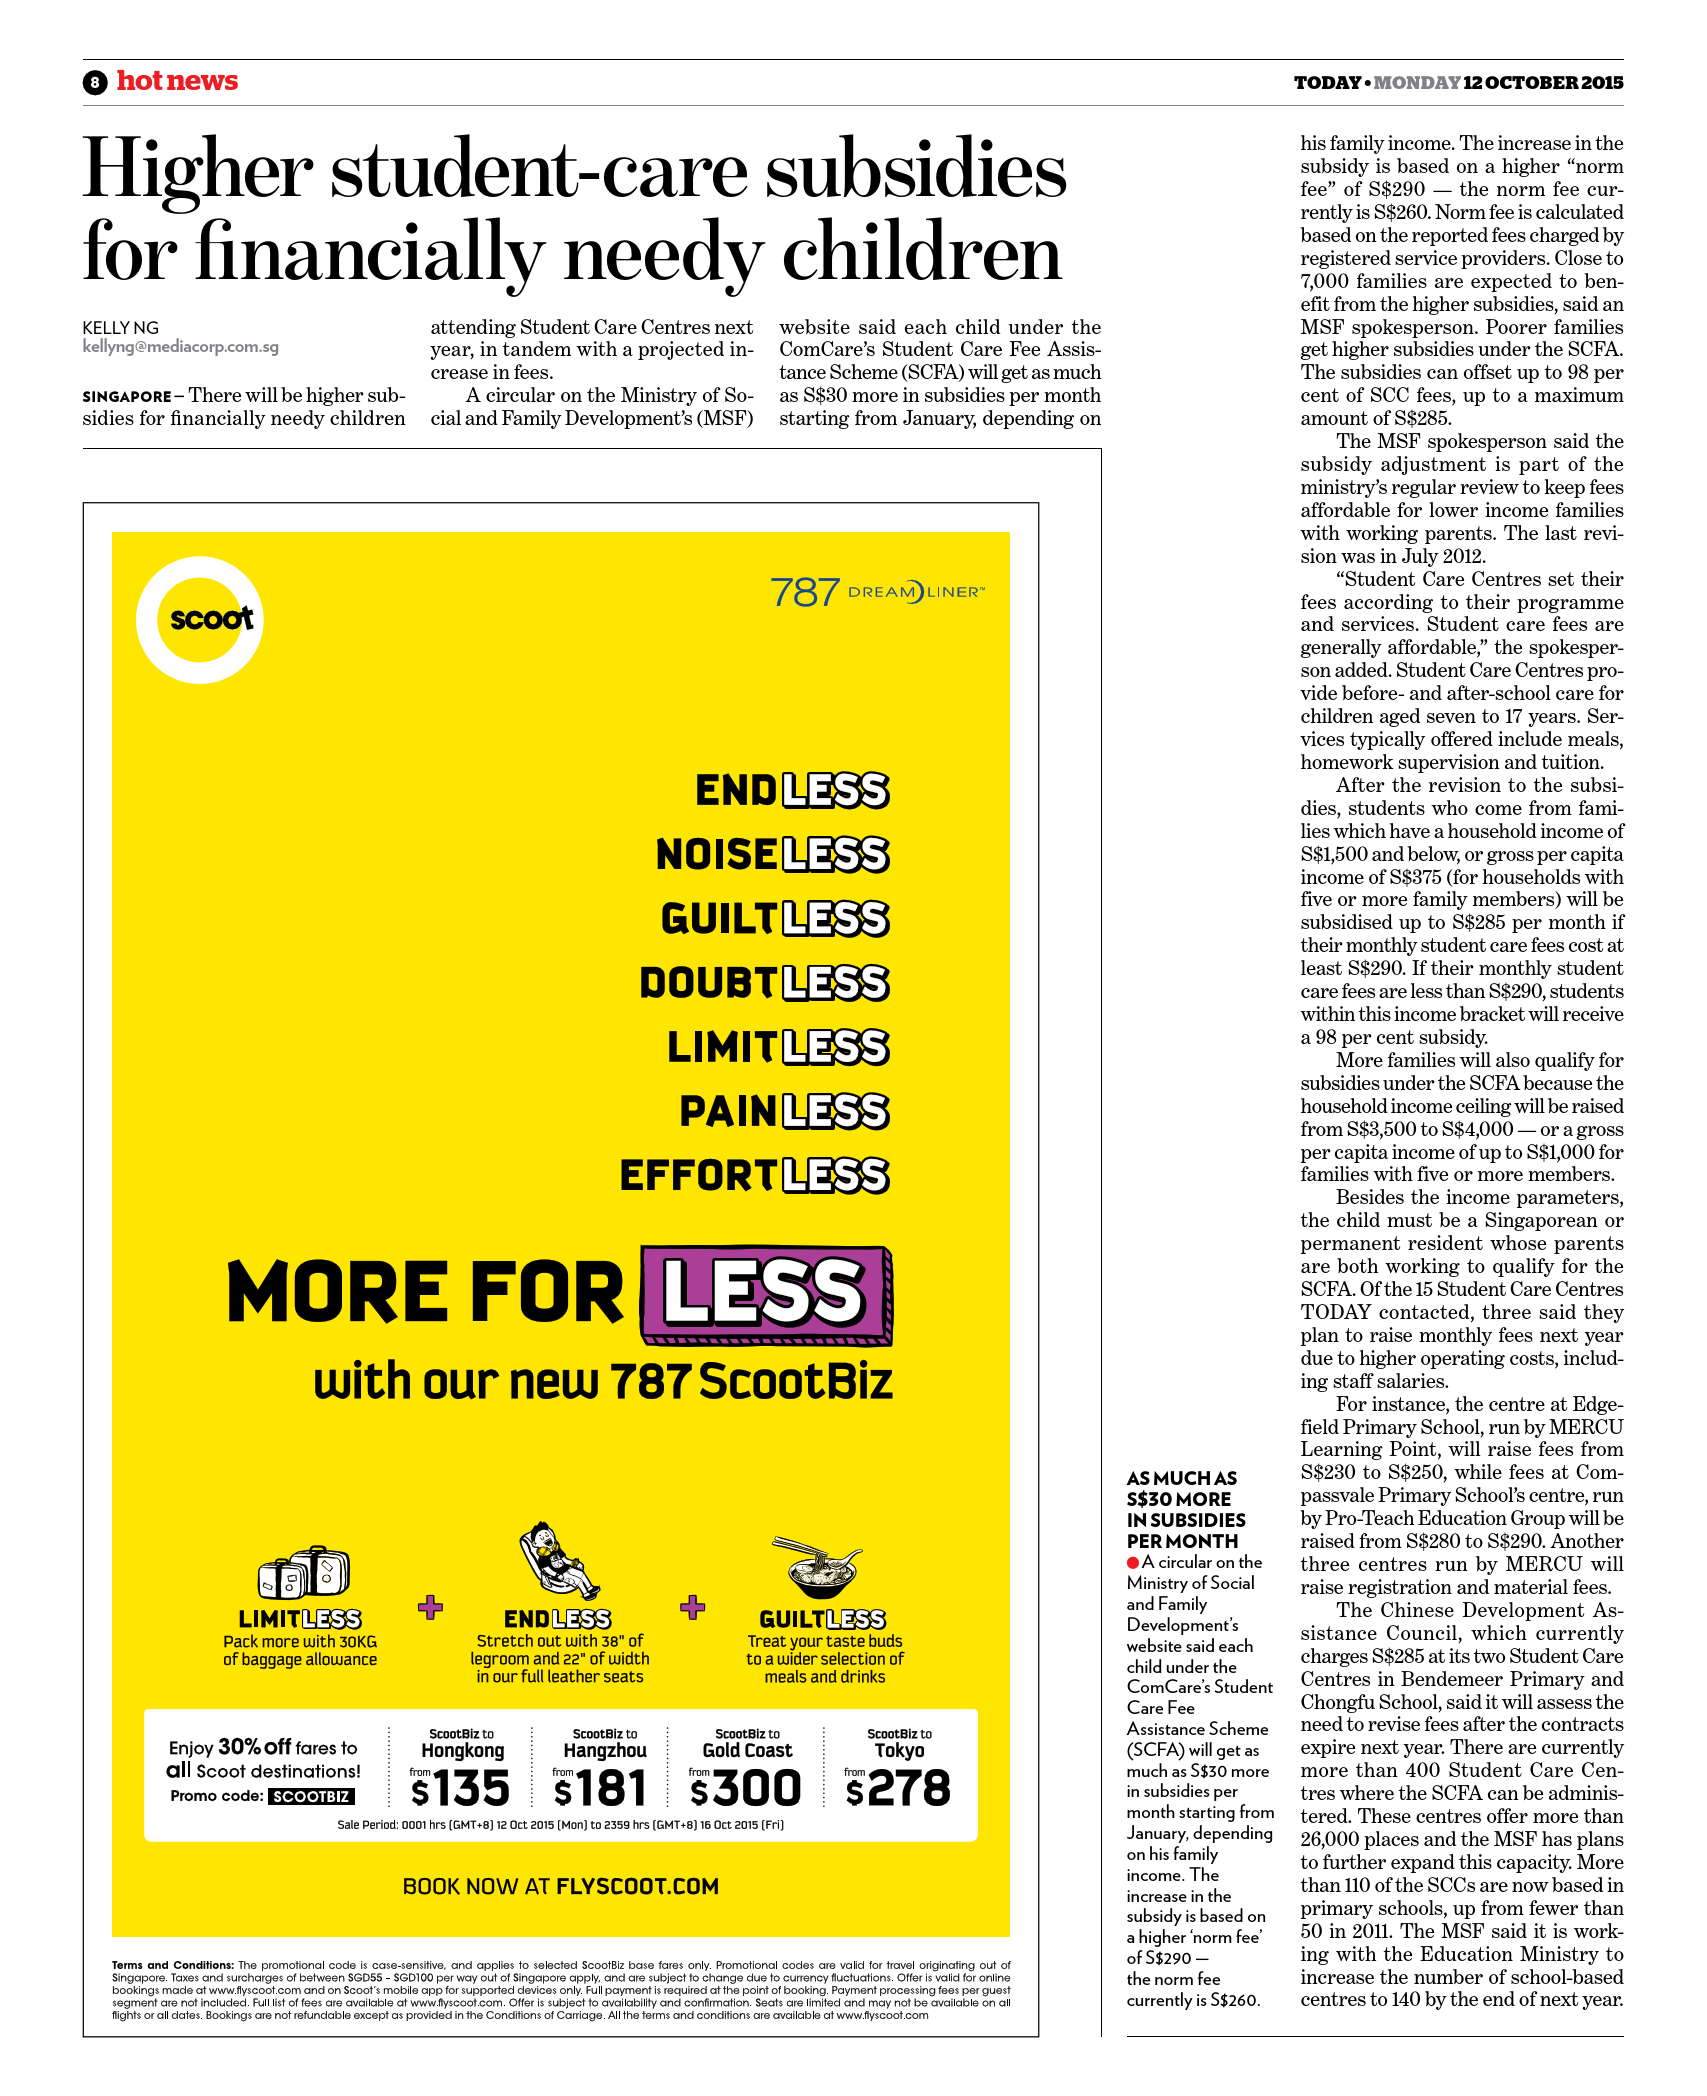 8 hot news
TODAY • MONDAY 12 OCTOBER 2015
Higher student-care subsidies
for financially needy children
KELLY NG
kellyng@mediacorp.com.sg
SINGAPORE — There will be higher sub-
sidies for financially needy children
attending Student Care Centres next
year, in tandem with a projected in-
crease in fees.
A circular on the Ministry of So-
cial and Family Development’s (MSF)
website said each child under the
ComCare’s Student Care Fee Assis-
tance Scheme (SCFA) will get as much
as S$30 more in subsidies per month
starting from January, depending on
his family income. The increase in the
subsidy is based on a higher “norm
fee” of S$290 — the norm fee cur-
rently is S$260. Norm fee is calculated
based on the reported fees charged by
registered service providers. Close to
7,000 families are expected to ben-
efit from the higher subsidies, said an
MSF spokesperson. Poorer families
get higher subsidies under the SCFA.
The subsidies can offset up to 98 per
cent of SCC fees, up to a maximum
amount of S$285.
The MSF spokesperson said the
subsidy adjustment is part of the
ministry’s regular review to keep fees
affordable for lower income families
with working parents. The last revi-
sion was in July 2012.
“Student Care Centres set their
fees according to their programme
and services. Student care fees are
generally affordable,” the spokesper-
son added. Student Care Centres pro-
vide before- and after-school care for
children aged seven to 17 years. Ser-
vices typically offered include meals,
homework supervision and tuition.
After the revision to the subsi-
dies, students who come from fami-
lies which have a household income of
S$1,500 and below, or gross per capita
income of S$375 (for households with
five or more family members) will be
subsidised up to S$285 per month if
their monthly student care fees cost at
least S$290. If their monthly student
care fees are less than S$290, students
within this income bracket will receive
a 98 per cent subsidy.
More families will also qualify for
subsidies under the SCFA because the
household income ceiling will be raised
from S$3,500 to S$4,000 — or a gross
per capita income of up to S$1,000 for
families with five or more members.
Besides the income parameters,
the child must be a Singaporean or
permanent resident whose parents
are both working to qualify for the
SCFA. Of the 15 Student Care Centres
TODAY contacted, three said they
plan to raise monthly fees next year
due to higher operating costs, includ-
ing staff salaries.
For instance, the centre at Edge-
field Primary School, run by MERCU
Learning Point, will raise fees from
S$230 to S$250, while fees at Com-
passvale Primary School’s centre, run
by Pro-Teach Education Group will be
raised from S$280 to S$290. Another
three centres run by MERCU will
raise registration and material fees.
The Chinese Development As-
sistance Council, which currently
charges S$285 at its two Student Care
Centres in Bendemeer Primary and
Chongfu School, said it will assess the
need to revise fees after the contracts
expire next year. There are currently
more than 400 Student Care Cen-
tres where the SCFA can be adminis-
tered. These centres offer more than
26,000 places and the MSF has plans
to further expand this capacity. More
than 110 of the SCCs are now based in
primary schools, up from fewer than
50 in 2011. The MSF said it is work-
ing with the Education Ministry to
increase the number of school-based
centres to 140 by the end of next year.
AS MUCH AS
S$30 MORE
IN SUBSIDIES
PER MONTH
● A circular on the
Ministry of Social
and Family
Development’s
website said each
child under the
ComCare’s Student
Care Fee
Assistance Scheme
(SCFA) will get as
much as S$30 more
in subsidies per
month starting from
January, depending
on his family
income. The
increase in the
subsidy is based on
a higher ‘norm fee’
of S$290 —
the norm fee
currently is S$260.
scoot
787 DREAMLINER™
ENDLESS
NOISELESS
GUILTLESS
DOUBTLESS
LIMITLESS
PAINLESS
EFFORTLESS
MORE FOR LESS
with our new 787 ScootBiz
LIMITLESS
Pack more with 30KG
of baggage allowance
+
ENDLESS
Stretch out with 38" of
legroom and 22" of width
in our full leather seats
+
GUILTLESS
Treat your taste buds
to a wider selection of
meals and drinks
Enjoy 30% off fares to
all Scoot destinations!
Promo code: SCOOTBIZ
ScootBiz to
Hongkong
from $135
ScootBiz to
Hangzhou
from $181
ScootBiz to
Gold Coast
from $300
ScootBiz to
Tokyo
from $278
Sale Period: 0001 hrs (GMT+8) 12 Oct 2015 (Mon) to 2359 hrs (GMT+8) 16 Oct 2015 (Fri)
BOOK NOW AT FLYSCOOT.COM
Terms and Conditions: The promotional code is case-sensitive, and applies to selected ScootBiz base fares only. Promotional codes are valid for travel originating out of
Singapore. Taxes and surcharges of between SGD55 - SGD100 per way out of Singapore apply, and are subject to change due to currency fluctuations. Offer is valid for online
bookings made at www.flyscoot.com and on Scoot’s mobile app for supported devices only. Full payment is required at the point of booking. Payment processing fees per guest
segment are not included. Full list of fees are available at www.flyscoot.com. Offer is subject to availability and confirmation. Seats are limited and may not be available on all
flights or all dates. Bookings are not refundable except as provided in the Conditions of Carriage. All the terms and conditions are available at www.flyscoot.com